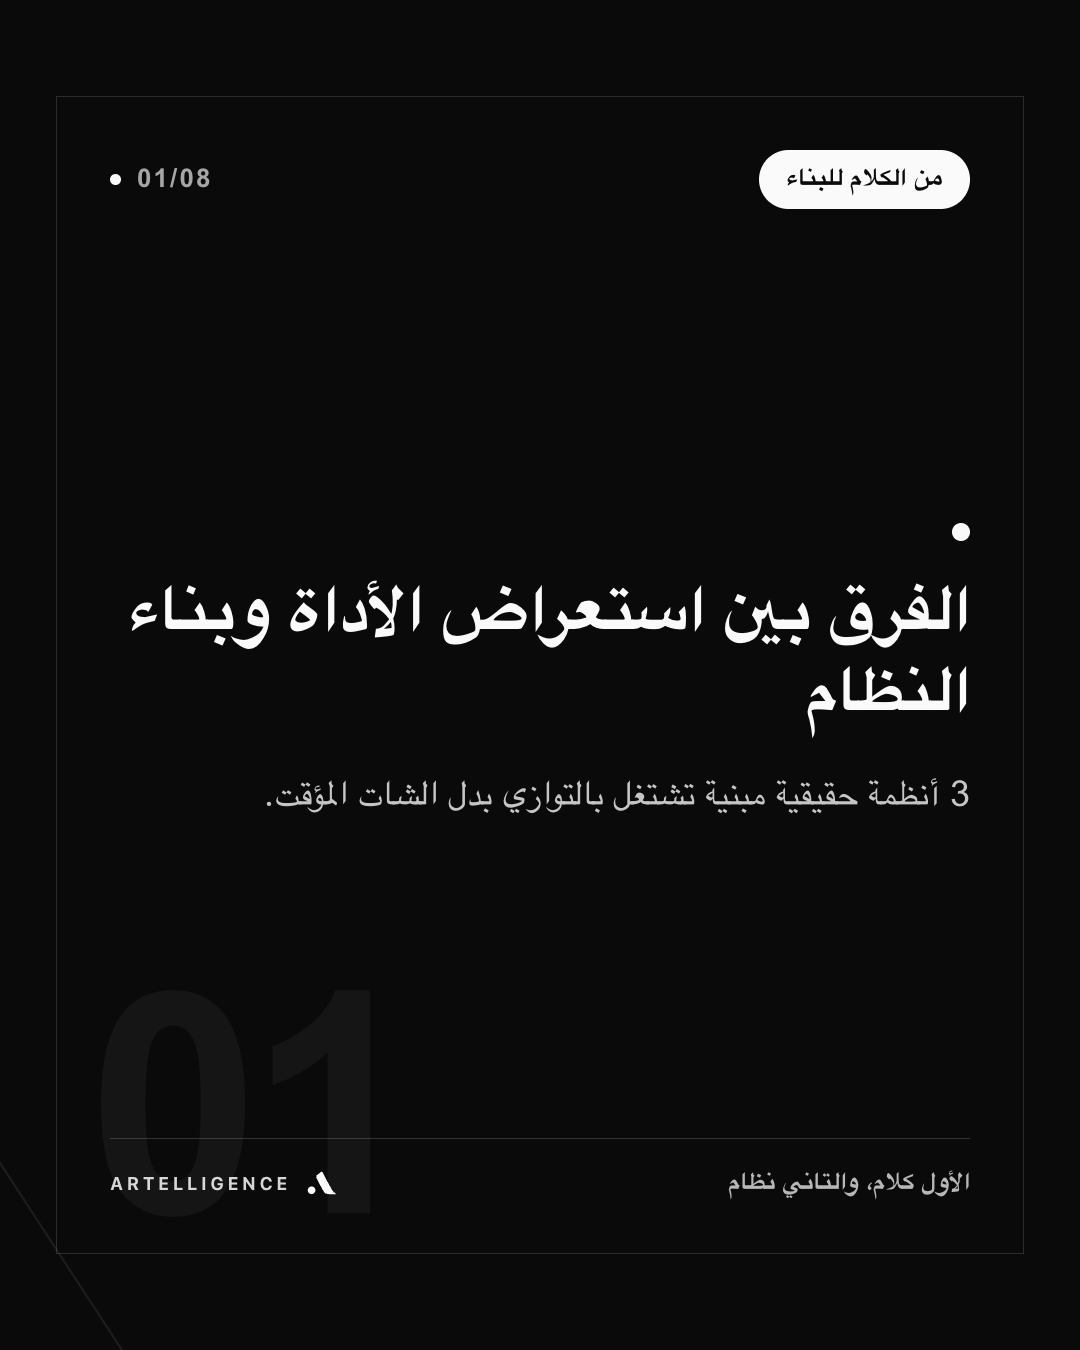 من الكلام للبناء
01/08
الفرق بين استعراض الأداة وبناء
النظام
3 أنظمة حقيقية مبنية تشتغل بالتوازي بدل الشات المؤقت.
01
الأول كلام، والتاني نظام
ARTELLIGENCE